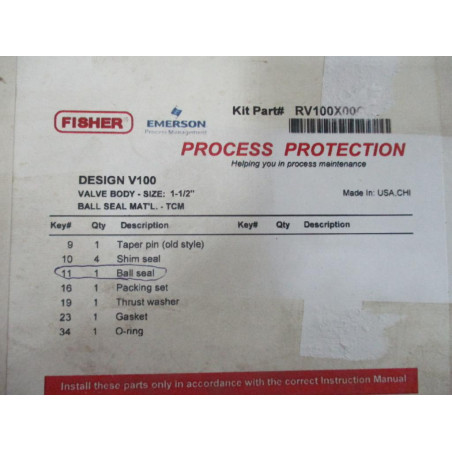 FISHER
EMERSON
Process Management
Kit Part#
PROCESS PROTECTION
Helping you in process maintenance
DESIGN V100
VALVE BODY - SIZE: 1-1/2"
Made In: USA,CHI
BALL SEAL MAT'L. - TCM
Key# Qty Description Key# Qty Description
9 1 Taper pin (old style)
10 4 Shim seal
11 1 Ball seal
16 1 Packing set
19 1 Thrust washer
23 1 Gasket
34 1 O-ring
Install these parts only in accordance with the correct Instruction Manual